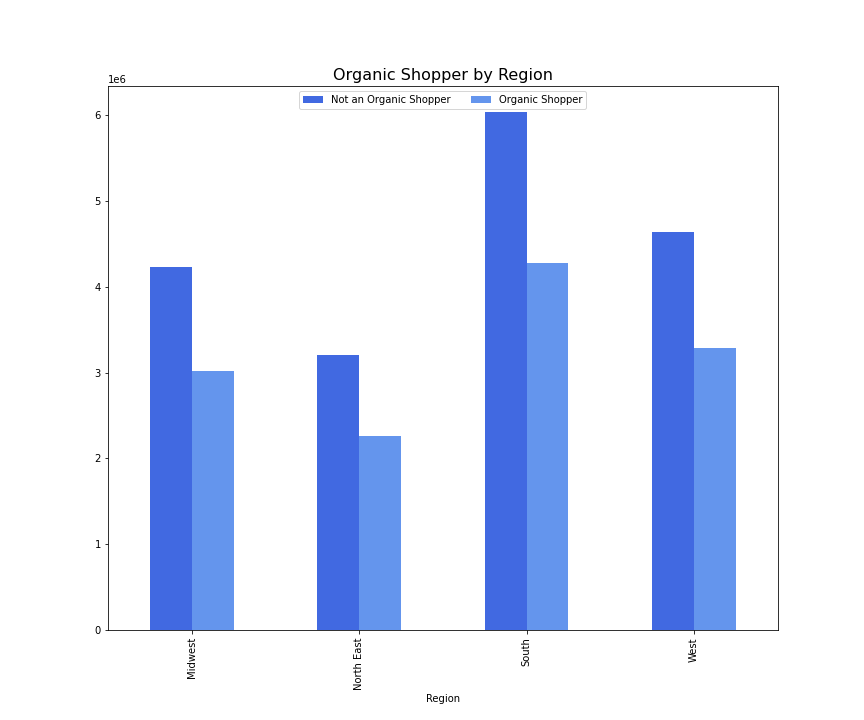 Organic Shopper by Region
1e6
Not an Organic Shopper Organic Shopper
6
5
4
3
2
1
0
Midwest
North East
South
West
Region